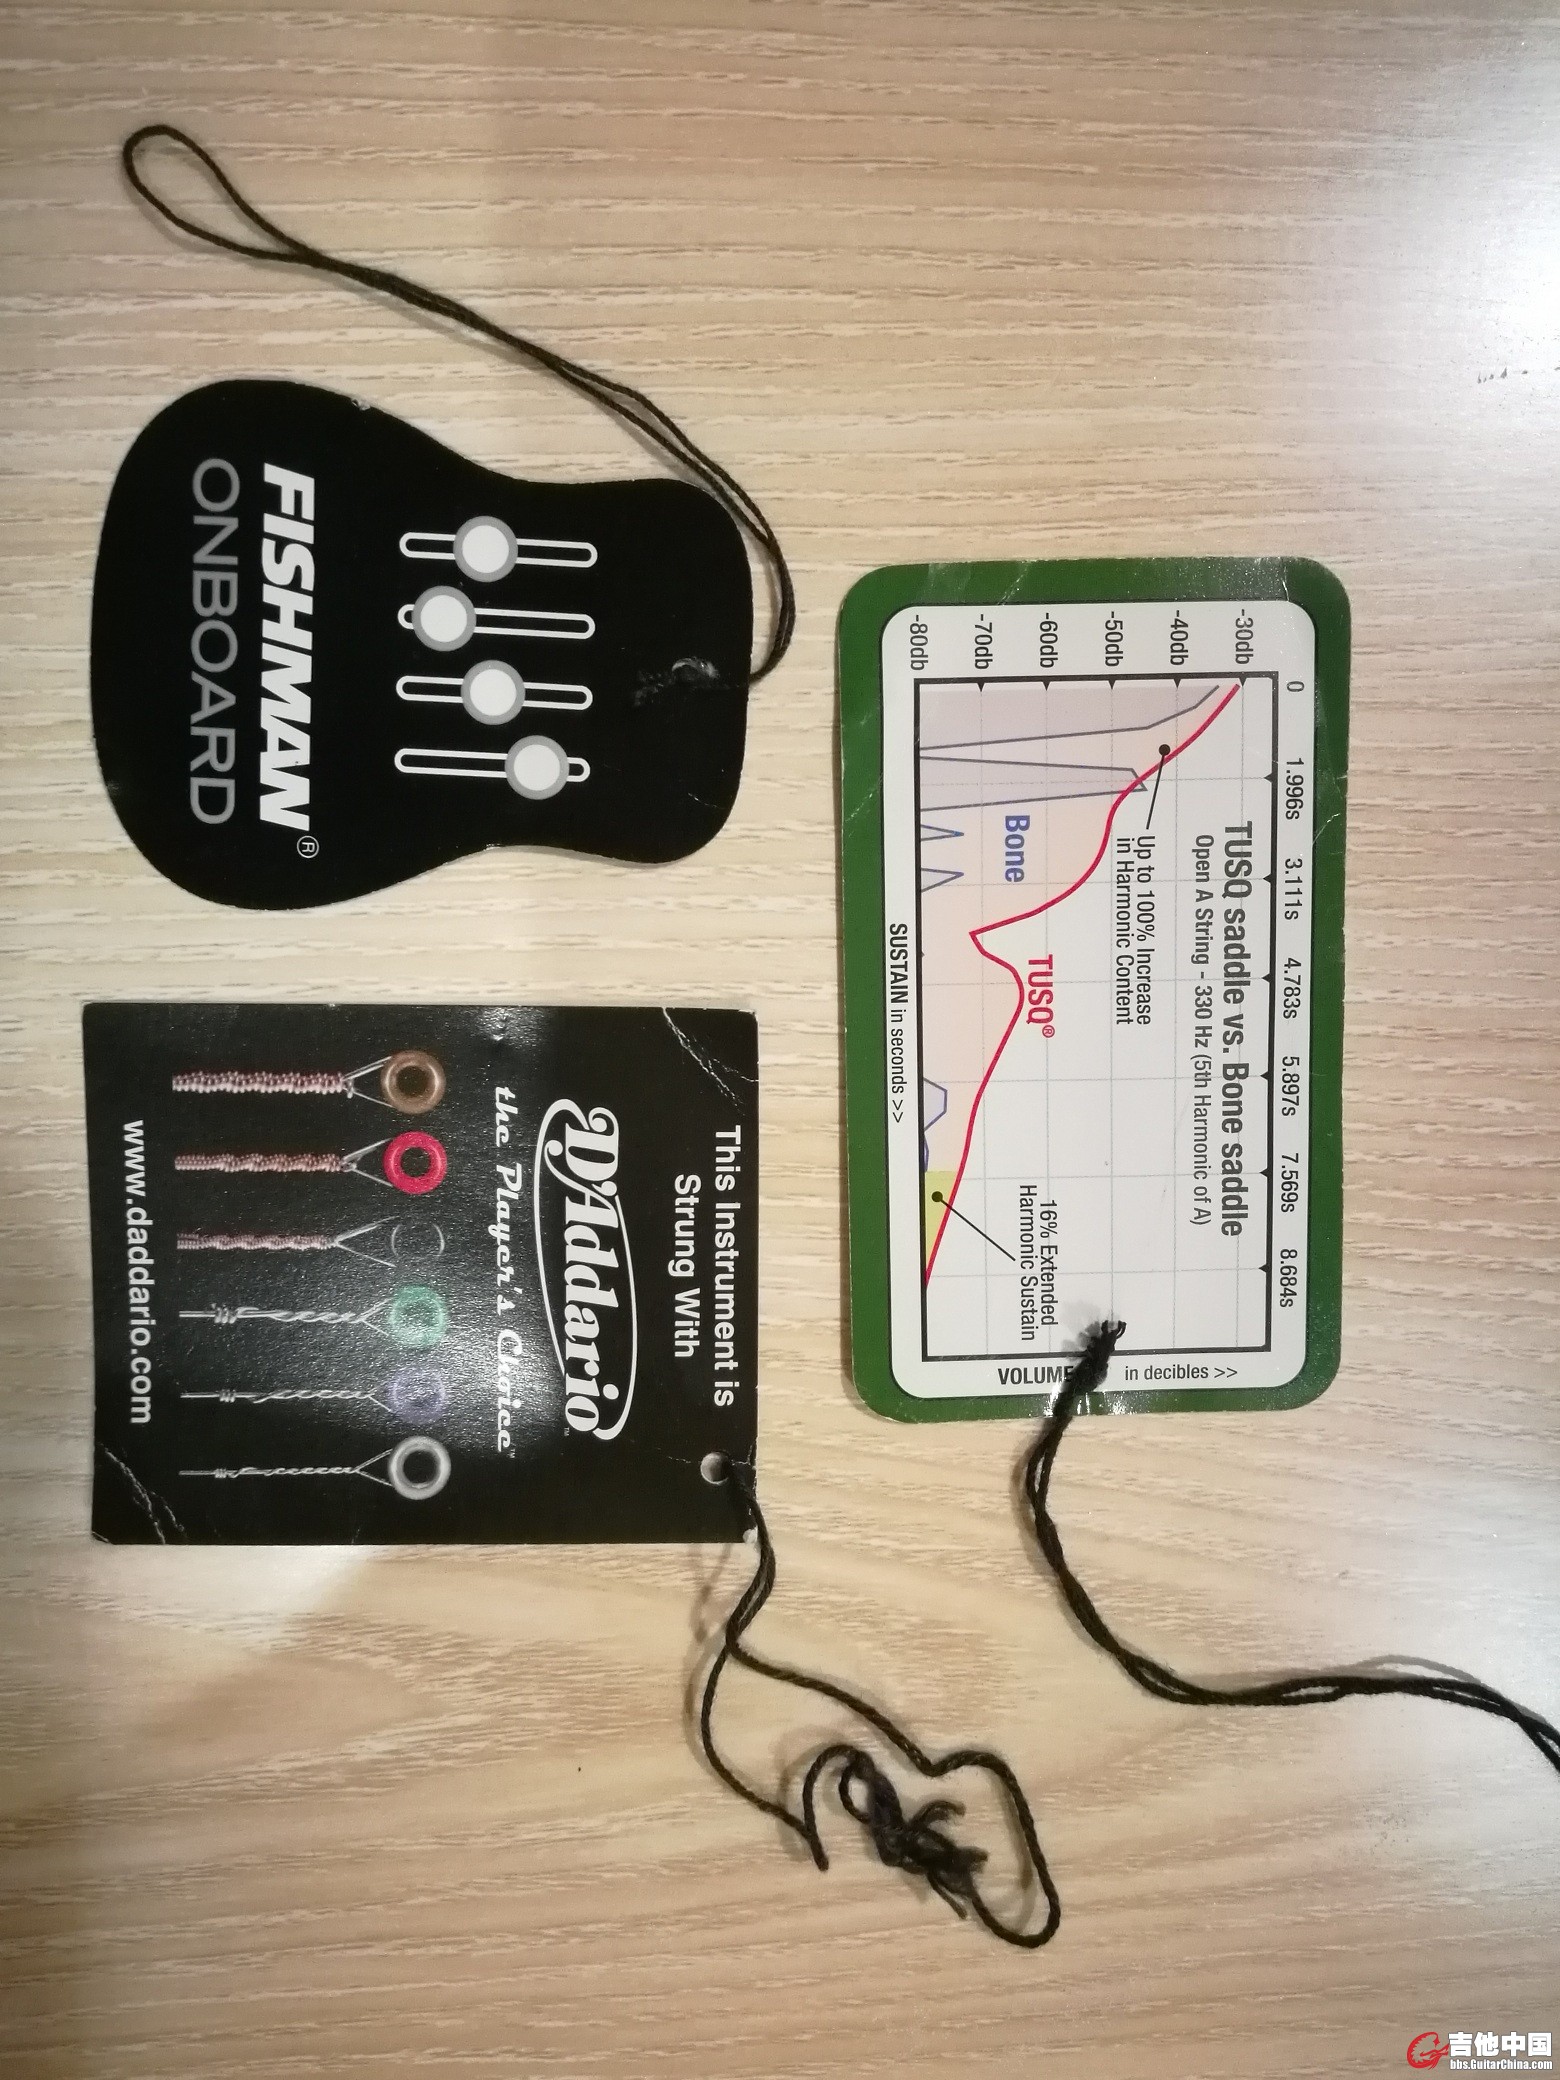 FISHMAN®
ONBOARD
0 1.996s 3.111s 4.783s 5.897s 7.569s 8.684s
-30db
-40db
-50db
-60db
-70db
-80db
TUSQ saddle vs. Bone saddle
Open A String - 330 Hz (5th Harmonic of A)
Up to 100% Increase
in Harmonic Content
TUSQ®
Bone
16% Extended
Harmonic Sustain
SUSTAIN in seconds >>
VOLUME in decibles >>
This Instrument is
Strung With
D'Addario™
the Player's Choice™
www.daddario.com
吉他中国
bbs.GuitarChina.com